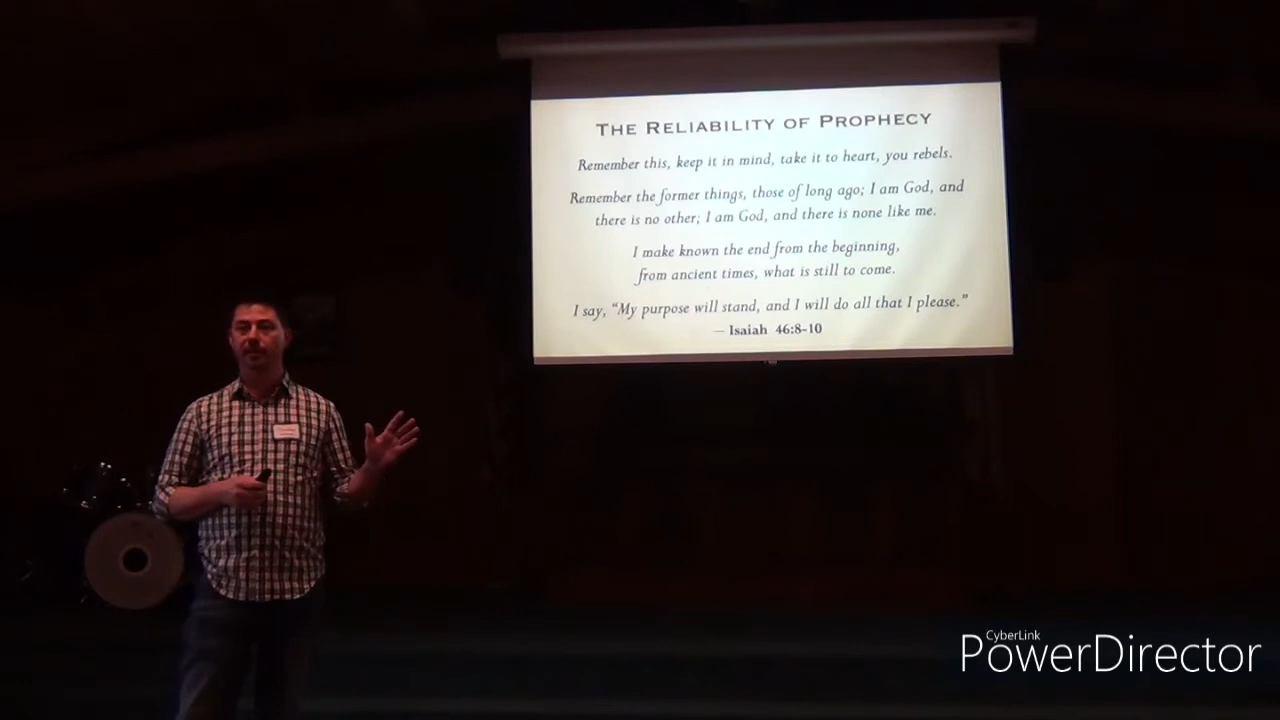 THE RELIABILITY OF PROPHECY
Remember this, keep it in mind, take it to heart, you rebels.
Remember the former things, those of long ago; I am God, and
there is no other; I am God, and there is none like me.
I make known the end from the beginning,
from ancient times, what is still to come.
I say, “My purpose will stand, and I will do all that I please.”
— Isaiah 46:8-10
CyberLink
PowerDirector